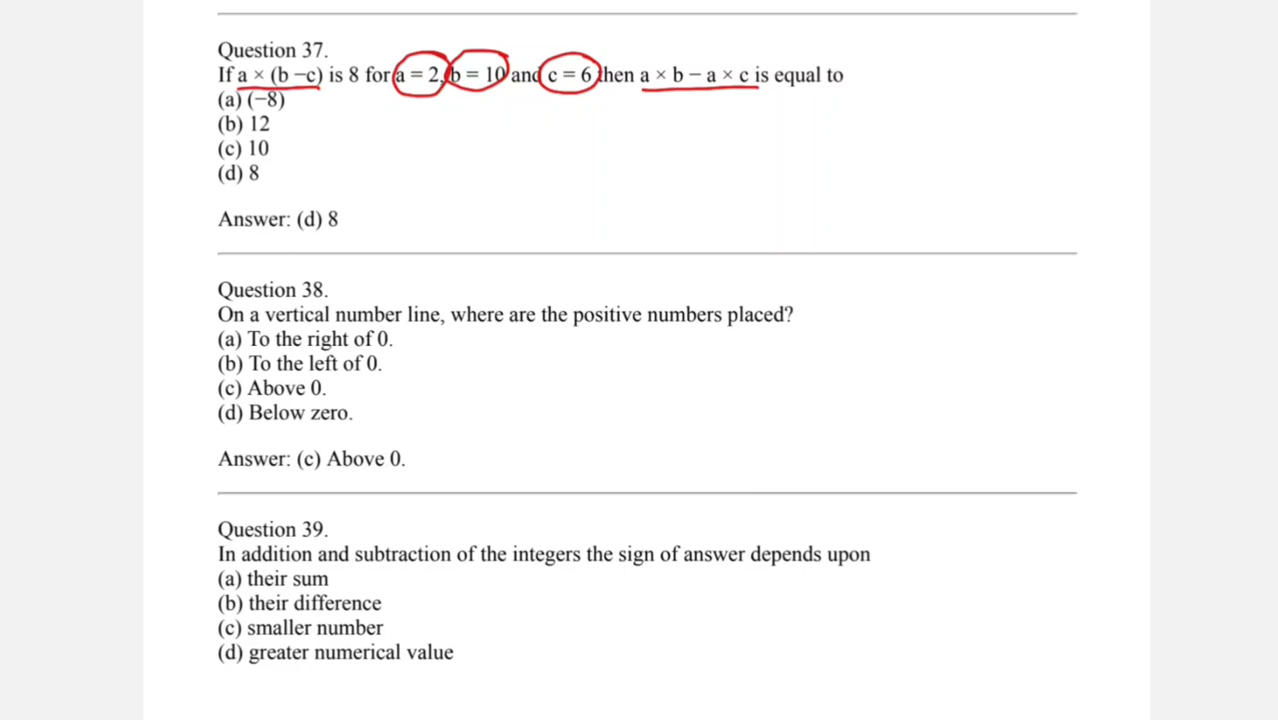 Question 37.
If a × (b −c) is 8 for a = 2, b = 10 and c = 6 then a × b − a × c is equal to
(a) (−8)
(b) 12
(c) 10
(d) 8
Answer: (d) 8
Question 38.
On a vertical number line, where are the positive numbers placed?
(a) To the right of 0.
(b) To the left of 0.
(c) Above 0.
(d) Below zero.
Answer: (c) Above 0.
Question 39.
In addition and subtraction of the integers the sign of answer depends upon
(a) their sum
(b) their difference
(c) smaller number
(d) greater numerical value